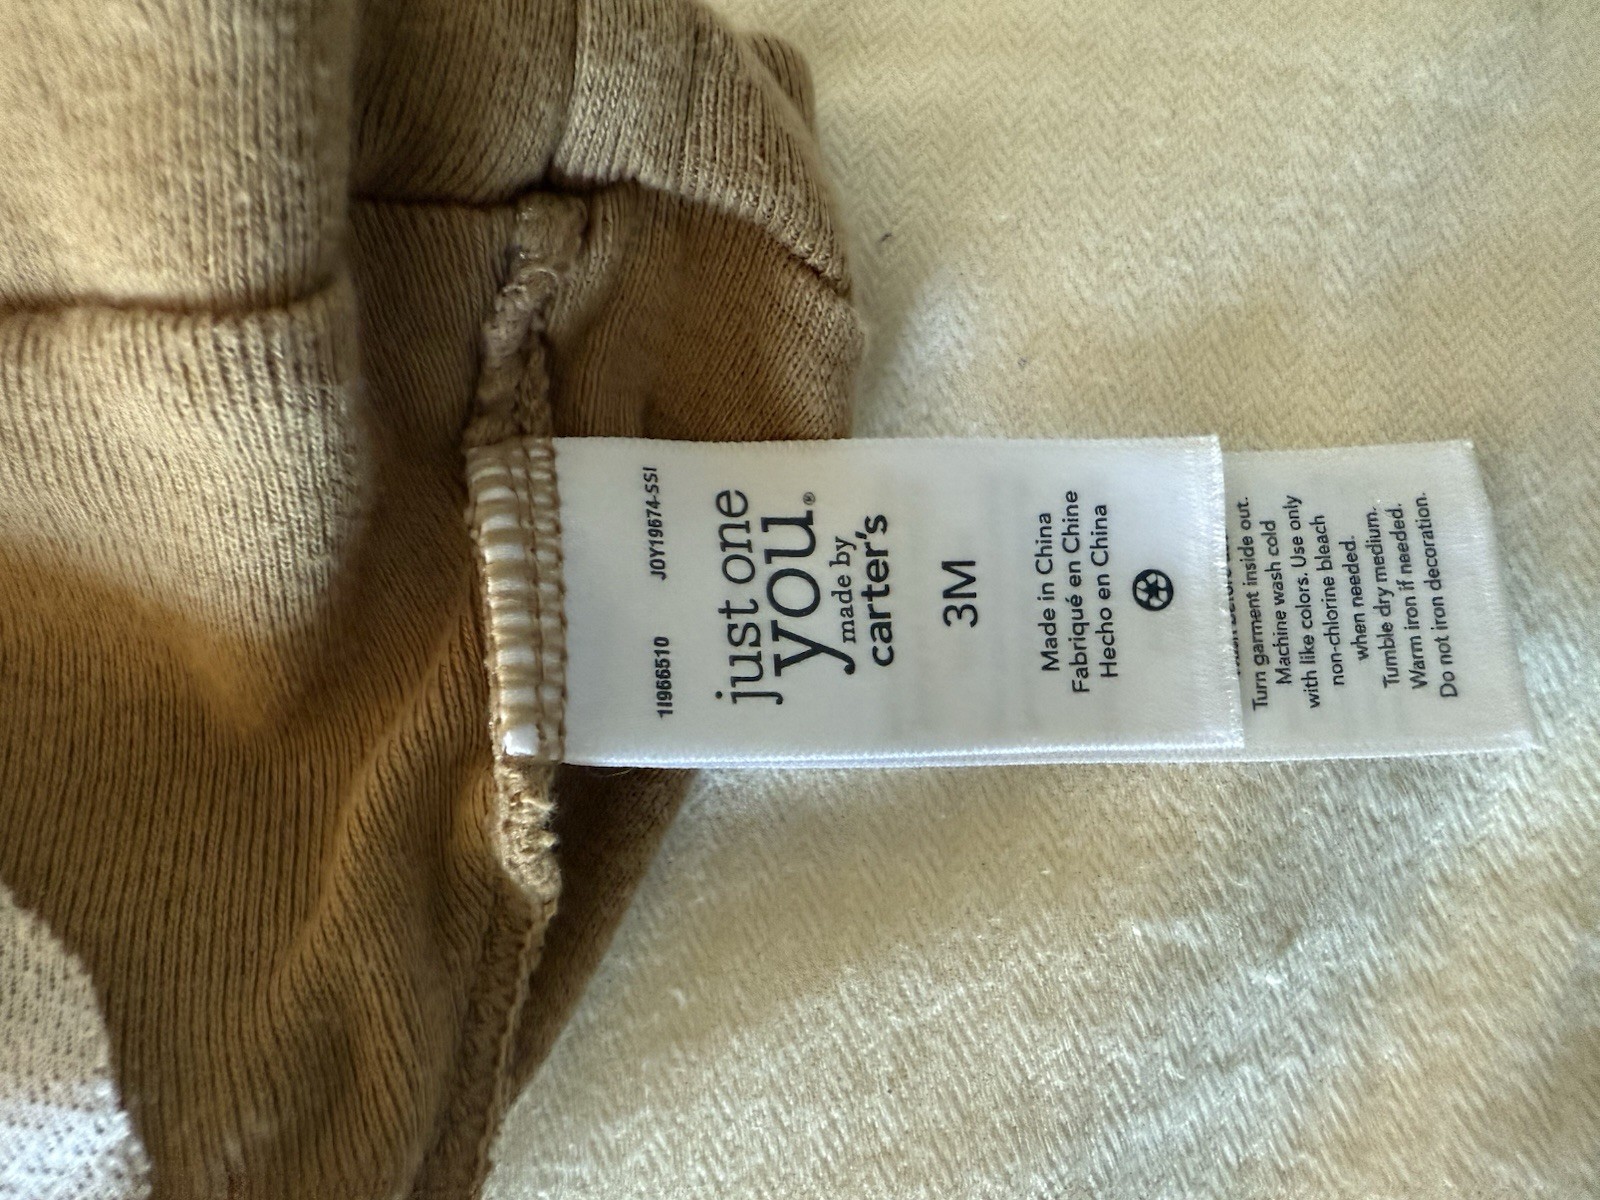 1I966510 JOY19674-SSI
just one
you®
made by
carter's
3M
Made in China
Fabriqué en Chine
Hecho en China
Turn garment inside out.
Machine wash cold
with like colors. Use only
non-chlorine bleach
when needed.
Tumble dry medium.
Warm iron if needed.
Do not iron decoration.